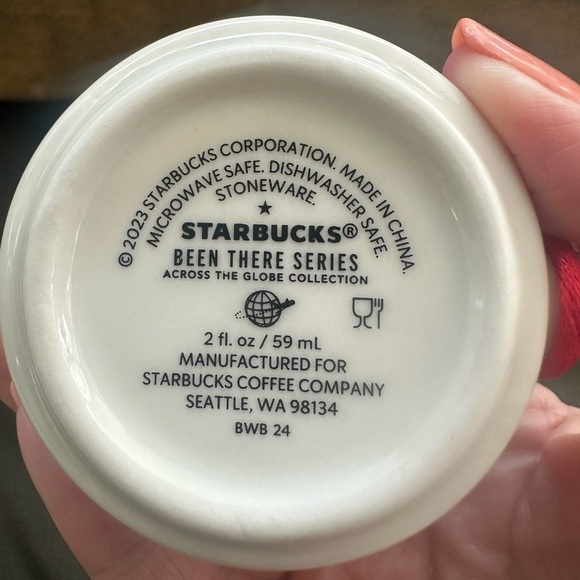 ©2023 STARBUCKS CORPORATION. MADE IN CHINA.
MICROWAVE SAFE. DISHWASHER SAFE.
STONEWARE.
STARBUCKS®
BEEN THERE SERIES
ACROSS THE GLOBE COLLECTION
2 fl. oz / 59 mL
MANUFACTURED FOR
STARBUCKS COFFEE COMPANY
SEATTLE, WA 98134
BWB 24